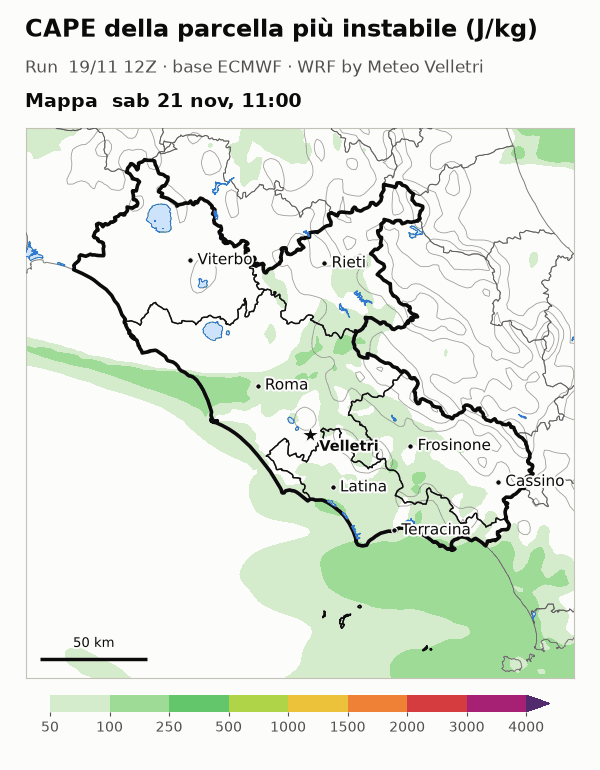 CAPE della parcella più instabile (J/kg)
Run  19/11 12Z · base ECMWF · WRF by Meteo Velletri
Mappa  sab 21 nov, 11:00
Viterbo
Rieti
Roma
Velletri
Frosinone
Latina
Cassino
Terracina
50 km
50 100 250 500 1000 1500 2000 3000 4000